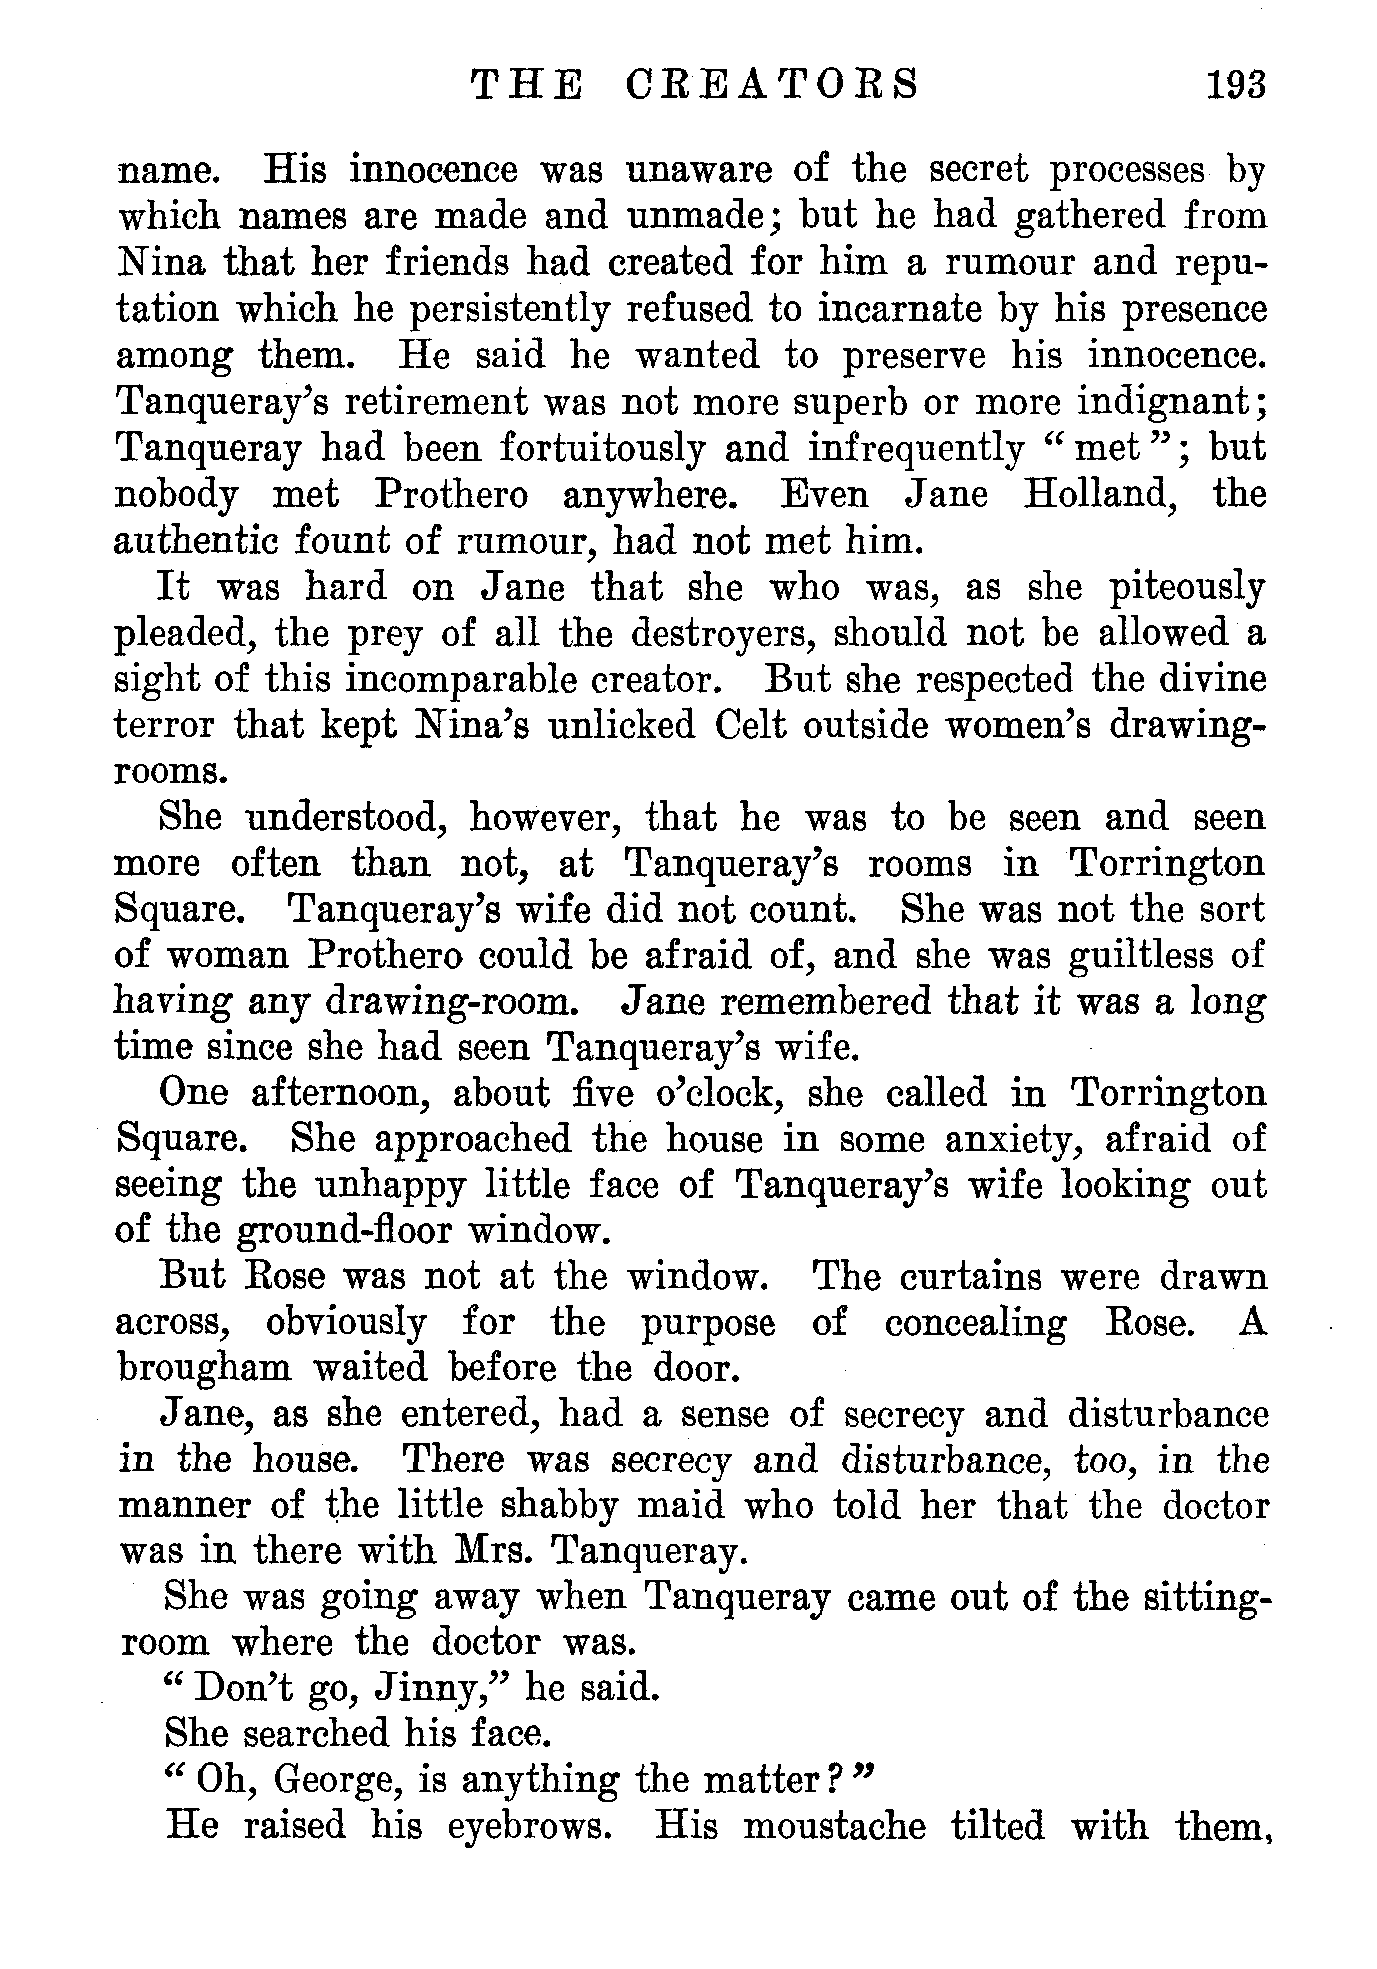 THE CREATORS 193
name. His innocence was unaware of the secret processes by
which names are made and unmade; but he had gathered from
Nina that her friends had created for him a rumour and repu-
tation which he persistently refused to incarnate by his presence
among them. He said he wanted to preserve his innocence.
Tanqueray's retirement was not more superb or more indignant;
Tanqueray had been fortuitously and infrequently “ met ”; but
nobody met Prothero anywhere. Even Jane Holland, the
authentic fount of rumour, had not met him.
It was hard on Jane that she who was, as she piteously
pleaded, the prey of all the destroyers, should not be allowed a
sight of this incomparable creator. But she respected the divine
terror that kept Nina's unlicked Celt outside women's drawing-
rooms.
She understood, however, that he was to be seen and seen
more often than not, at Tanqueray's rooms in Torrington
Square. Tanqueray's wife did not count. She was not the sort
of woman Prothero could be afraid of, and she was guiltless of
having any drawing-room. Jane remembered that it was a long
time since she had seen Tanqueray's wife.
One afternoon, about five o'clock, she called in Torrington
Square. She approached the house in some anxiety, afraid of
seeing the unhappy little face of Tanqueray's wife looking out
of the ground-floor window.
But Rose was not at the window. The curtains were drawn
across, obviously for the purpose of concealing Rose. A
brougham waited before the door.
Jane, as she entered, had a sense of secrecy and disturbance
in the house. There was secrecy and disturbance, too, in the
manner of the little shabby maid who told her that the doctor
was in there with Mrs. Tanqueray.
She was going away when Tanqueray came out of the sitting-
room where the doctor was.
“ Don't go, Jinny,” he said.
She searched his face.
“ Oh, George, is anything the matter? ”
He raised his eyebrows. His moustache tilted with them,